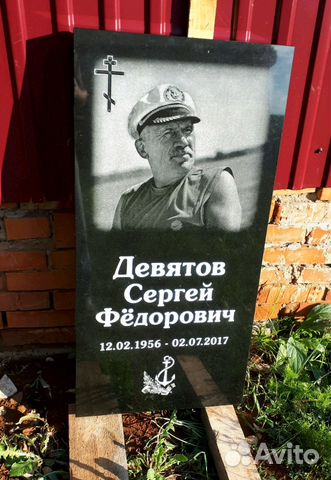 Девятов
Сергей
Фёдорович
12.02.1956 - 02.07.2017
Avito